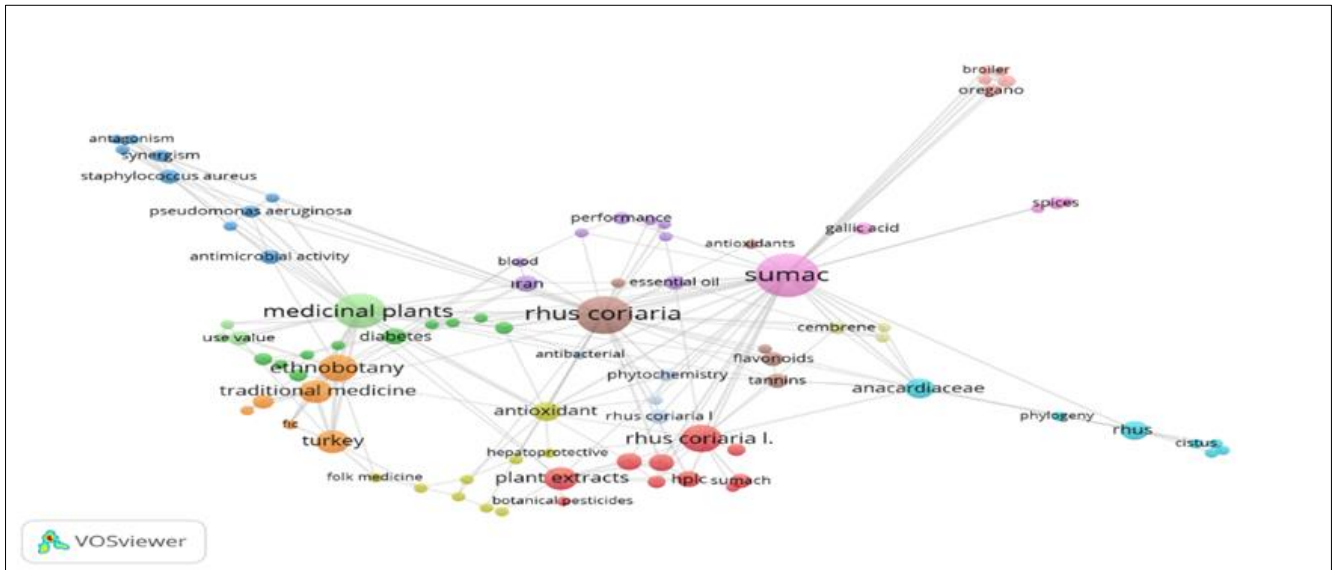 broiler
oregano
antagonism
synergism
staphylococcus aureus
pseudomonas aeruginosa
antimicrobial activity
performance
spices
gallic acid
antioxidants
blood
iran
essential oil
sumac
medicinal plants
rhus coriaria
use value
diabetes
cembrene
antibacterial
flavonoids
ethnobotany
phytochemistry
tannins
traditional medicine
anacardiaceae
antioxidant
rhus coriaria l
phylogeny
fic
rhus
turkey
rhus coriaria l.
cistus
hepatoprotective
folk medicine
plant extracts
hplc
sumach
botanical pesticides
VOSviewer